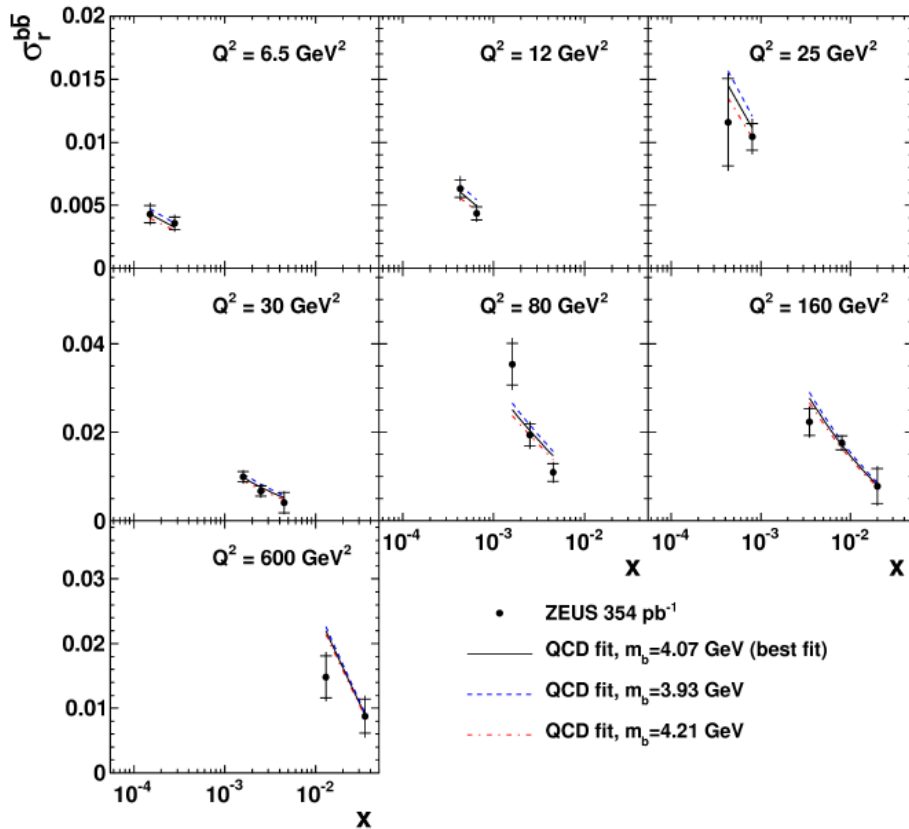 σ_r^{bb̄}
0.02
0.015
0.01
0.005
0
Q² = 6.5 GeV²
Q² = 12 GeV²
Q² = 25 GeV²
0.04
0.02
0
Q² = 30 GeV²
Q² = 80 GeV²
Q² = 160 GeV²
10⁻⁴ 10⁻³ 10⁻² 10⁻⁴ 10⁻³ 10⁻²
x x
0.03
0.02
0.01
0
Q² = 600 GeV²
10⁻⁴ 10⁻³ 10⁻²
x
ZEUS 354 pb⁻¹
QCD fit, m_b=4.07 GeV (best fit)
QCD fit, m_b=3.93 GeV
QCD fit, m_b=4.21 GeV